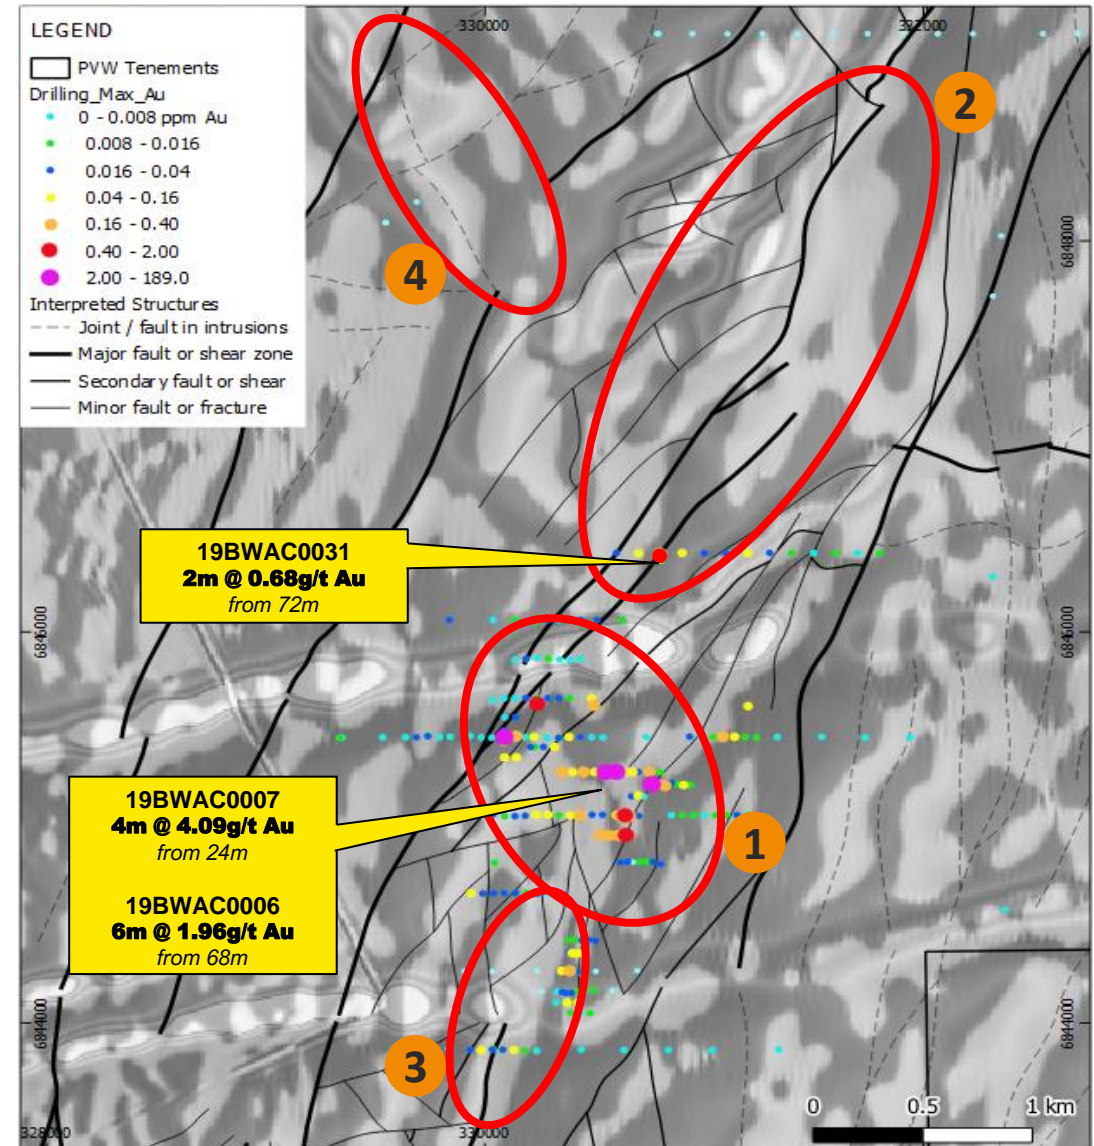 LEGEND
PVW Tenements
Drilling_Max_Au
0 - 0.008 ppm Au
0.008 - 0.016
0.016 - 0.04
0.04 - 0.16
0.16 - 0.40
0.40 - 2.00
2.00 - 189.0
Interpreted Structures
Joint / fault in intrusions
Major fault or shear zone
Secondary fault or shear
Minor fault or fracture
330000
332000
2
6848000
4
19BWAC0031
2m @ 0.68g/t Au
from 72m
6846000
6846000
19BWAC0007
4m @ 4.09g/t Au
from 24m
19BWAC0006
6m @ 1.96g/t Au
from 68m
1
6844000
6844000
3
0 0.5 1 km
328000
330000